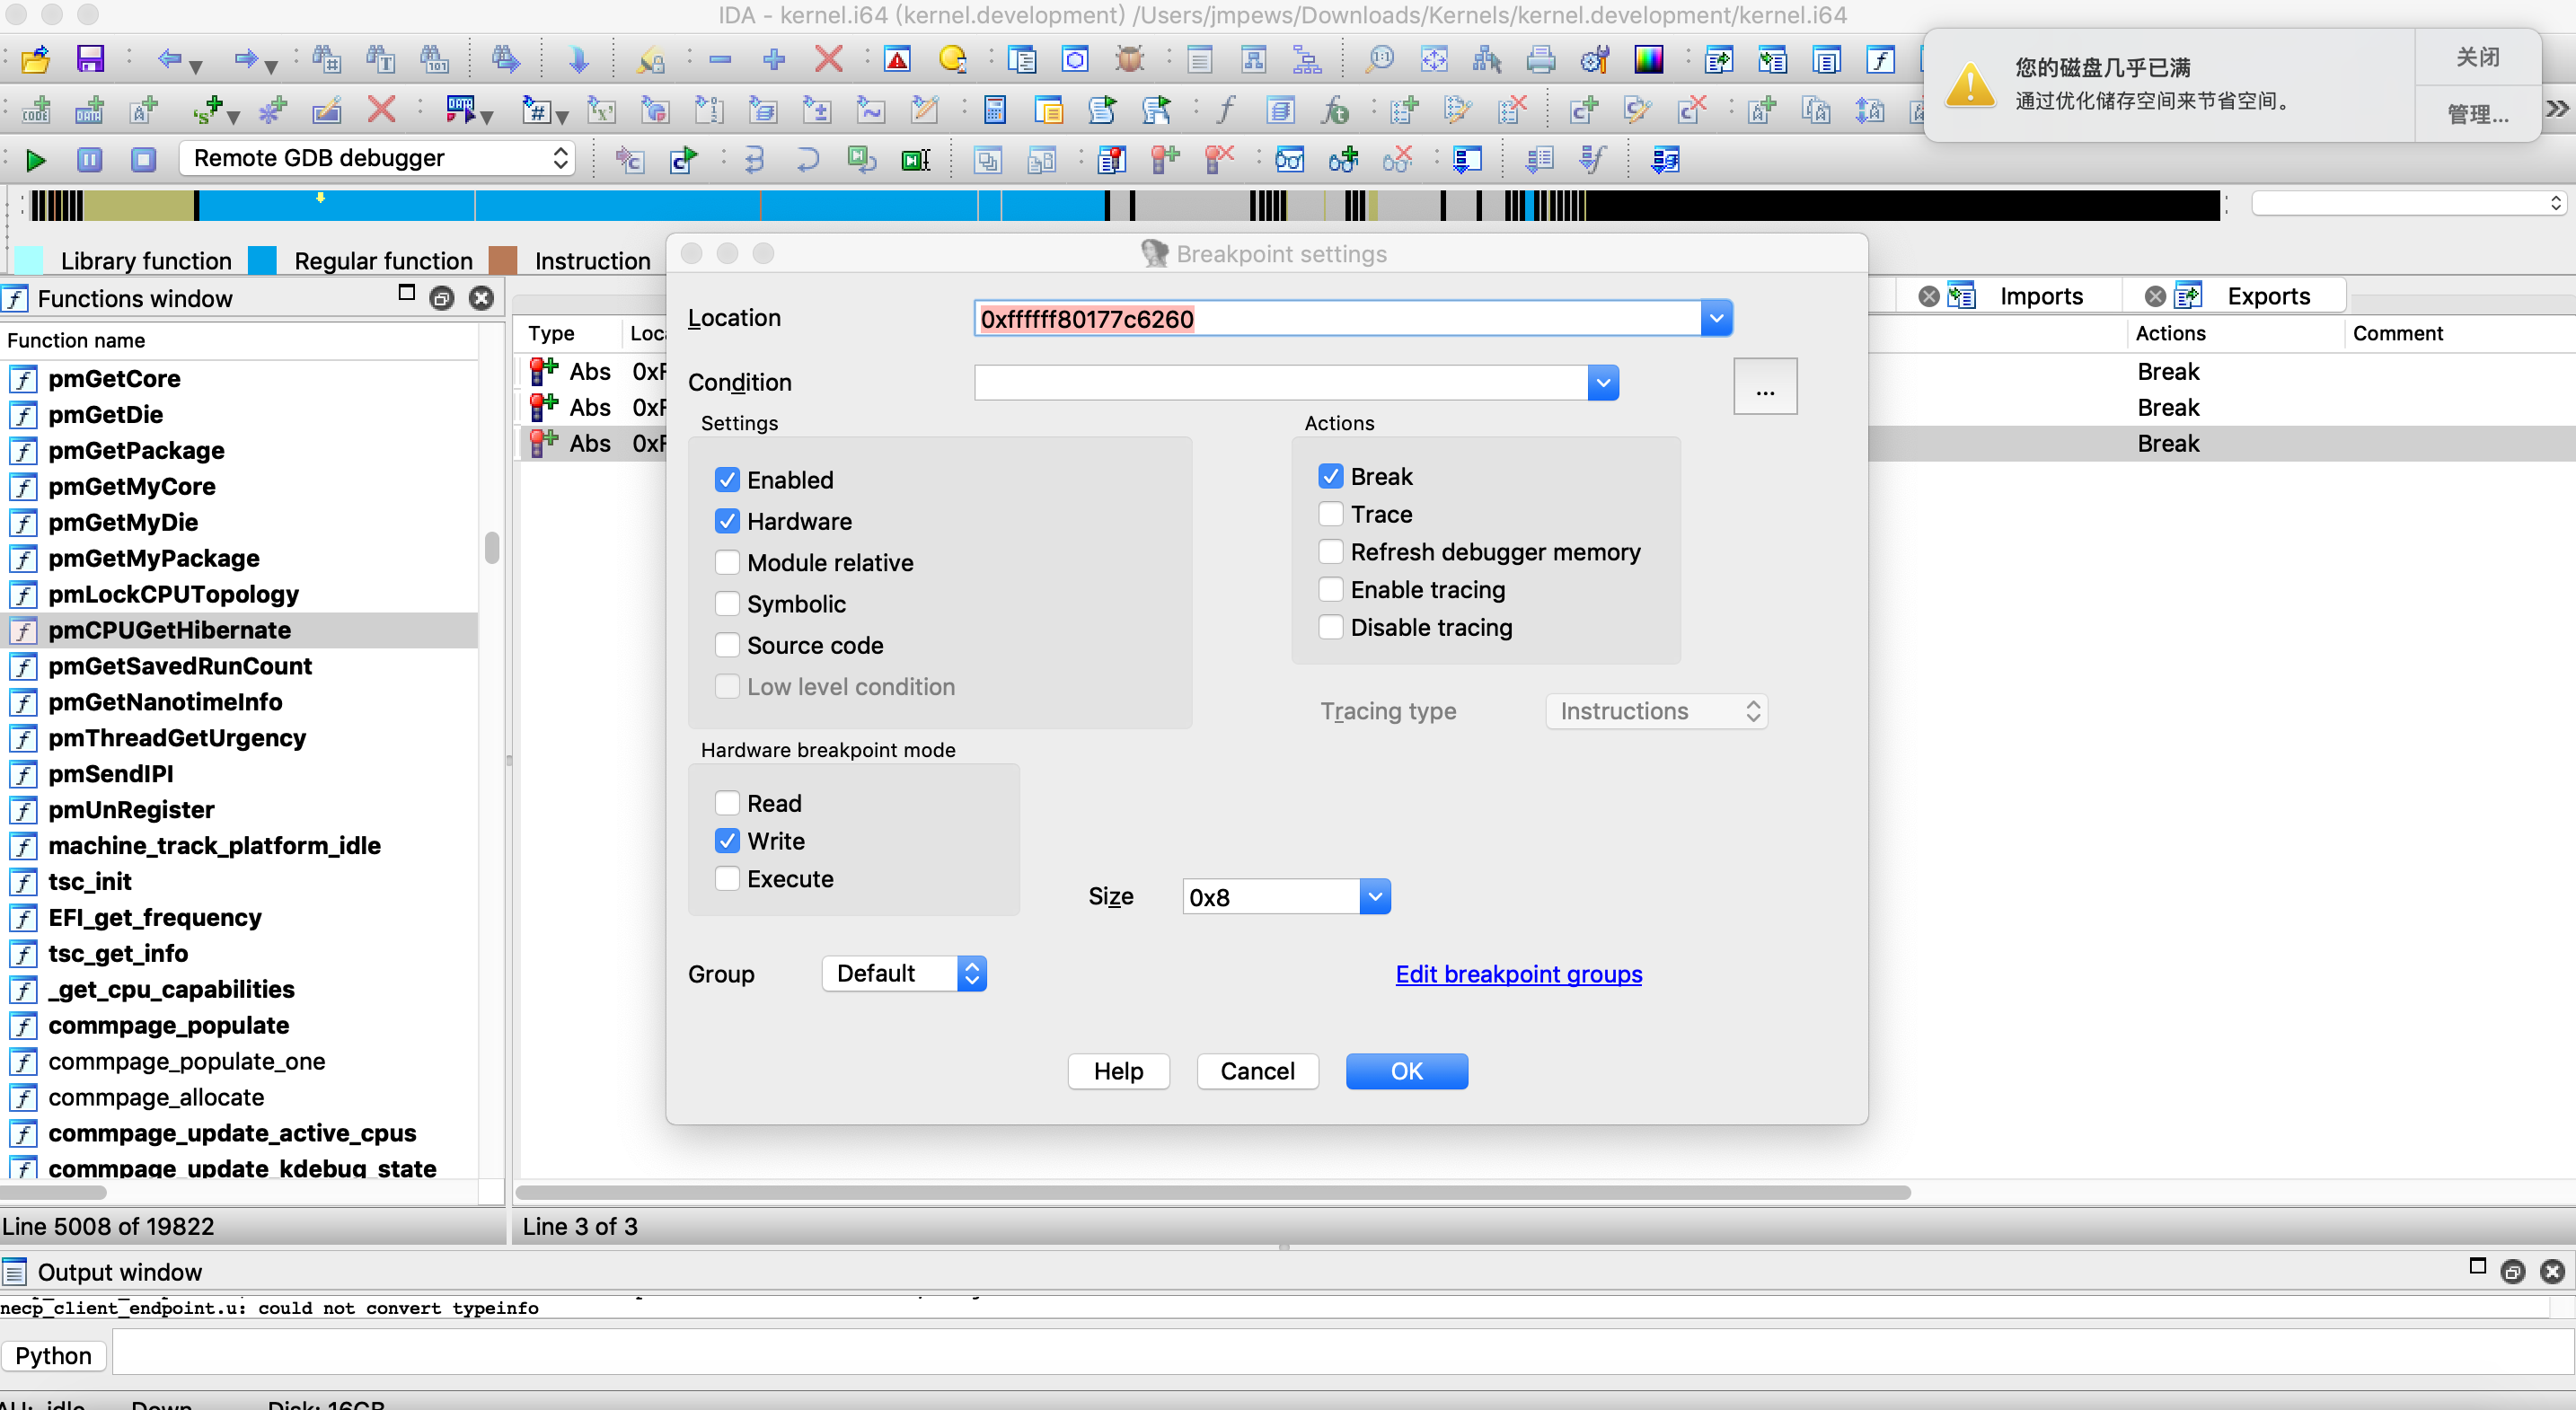 IDA - kernel.i64 (kernel.development) /Users/jmpews/Downloads/Kernels/kernel.development/kernel.i64
您的磁盘几乎已满
通过优化储存空间来节省空间。
关闭
管理...
Remote GDB debugger
Library function
Regular function
Instruction
Functions window
Function name
pmGetCore
pmGetDie
pmGetPackage
pmGetMyCore
pmGetMyDie
pmGetMyPackage
pmLockCPUTopology
pmCPUGetHibernate
pmGetSavedRunCount
pmGetNanotimeInfo
pmThreadGetUrgency
pmSendIPI
pmUnRegister
machine_track_platform_idle
tsc_init
EFI_get_frequency
tsc_get_info
_get_cpu_capabilities
commpage_populate
commpage_populate_one
commpage_allocate
commpage_update_active_cpus
commpage_update_kdebug_state
Line 5008 of 19822
Imports
Exports
Type
Loc
Actions
Comment
Abs 0xF
Break
Abs 0xF
Break
Abs 0xF
Break
Breakpoint settings
Location
0xffffff80177c6260
Condition
...
Settings
Enabled
Hardware
Module relative
Symbolic
Source code
Low level condition
Actions
Break
Trace
Refresh debugger memory
Enable tracing
Disable tracing
Tracing type
Instructions
Hardware breakpoint mode
Read
Write
Execute
Size
0x8
Group
Default
Edit breakpoint groups
Help
Cancel
OK
Line 3 of 3
Output window
necp_client_endpoint.u: could not convert typeinfo
Python
AU: idle Down Disk: 16GB